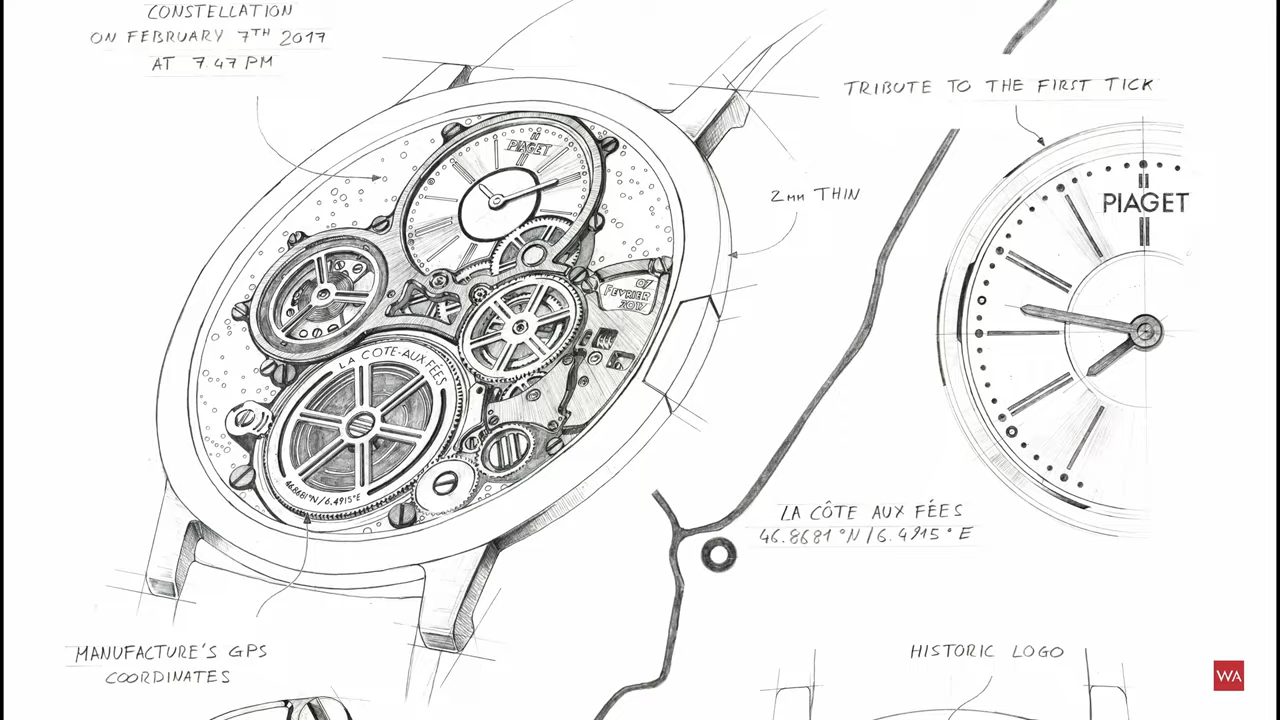 CONSTELLATION
ON FEBRUARY 7TH 2017
AT 7.47 PM
TRIBUTE TO THE FIRST TICK
2mm THIN
PIAGET
07
FEVRIER
2017
LA COTE-AUX-FÉES
46.8681°N/6.4915°E
PIAGET
LA CÔTE AUX FÉES
46.8681°N/6.4915°E
MANUFACTURE'S GPS
COORDINATES
HISTORIC LOGO
WA